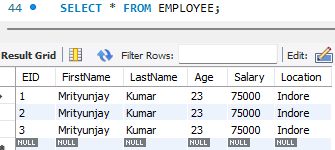 44 SELECT * FROM EMPLOYEE;
Result Grid Filter Rows: Edit:
EID FirstName LastName Age Salary Location
1 Mrityunjay Kumar 23 75000 Indore
2 Mrityunjay Kumar 23 75000 Indore
3 Mrityunjay Kumar 23 75000 Indore
NULL NULL NULL NULL NULL NULL